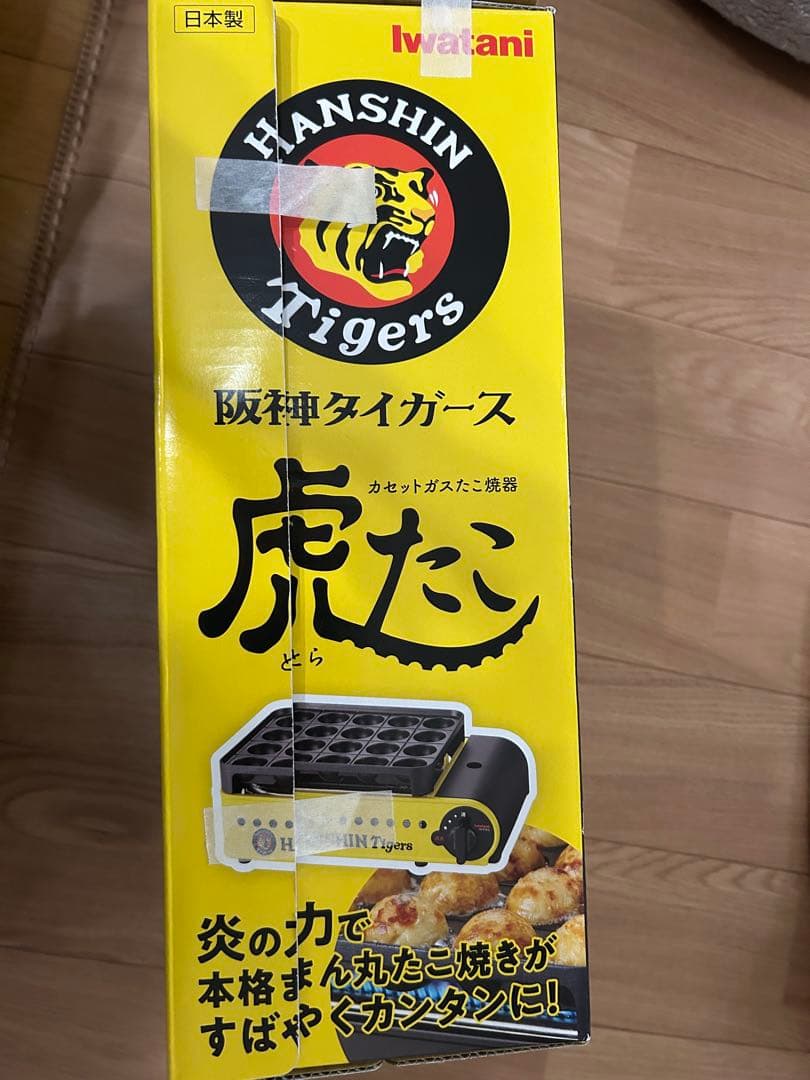 日本製
Iwatani
HANSHIN
Tigers
阪神タイガース
カセットガスたこ焼器
虎たこ
とら
HANSHIN Tigers
炎の力で
本格まん丸たこ焼きが
すばやくカンタンに!